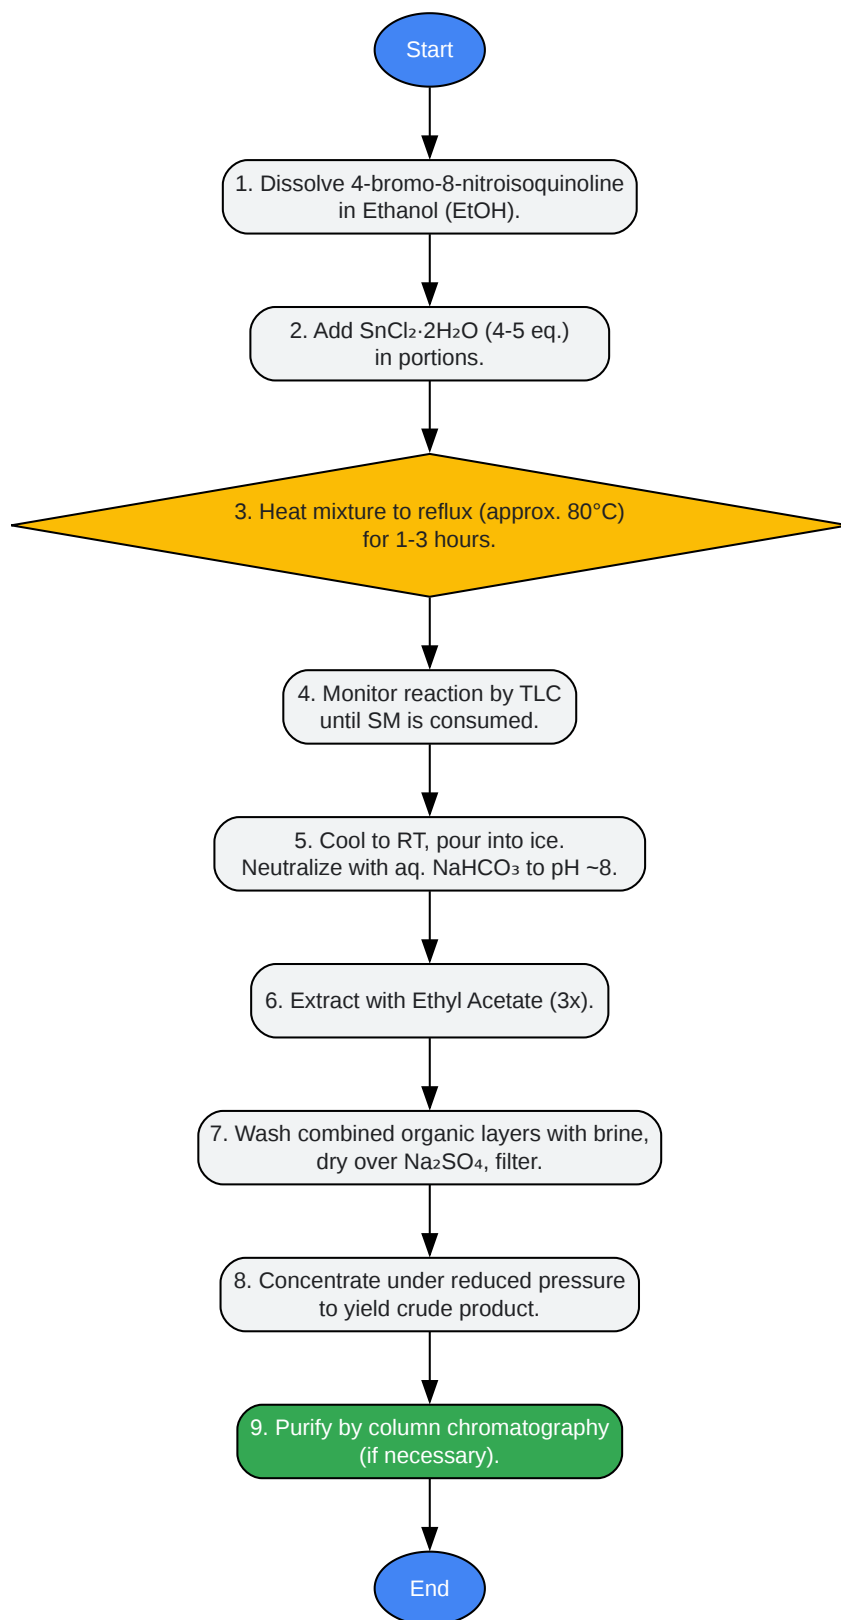 Start
1. Dissolve 4-bromo-8-nitroisoquinoline
in Ethanol (EtOH).
2. Add SnCl₂·2H₂O (4-5 eq.)
in portions.
3. Heat mixture to reflux (approx. 80°C)
for 1-3 hours.
4. Monitor reaction by TLC
until SM is consumed.
5. Cool to RT, pour into ice.
Neutralize with aq. NaHCO₃ to pH ~8.
6. Extract with Ethyl Acetate (3x).
7. Wash combined organic layers with brine,
dry over Na₂SO₄, filter.
8. Concentrate under reduced pressure
to yield crude product.
9. Purify by column chromatography
(if necessary).
End